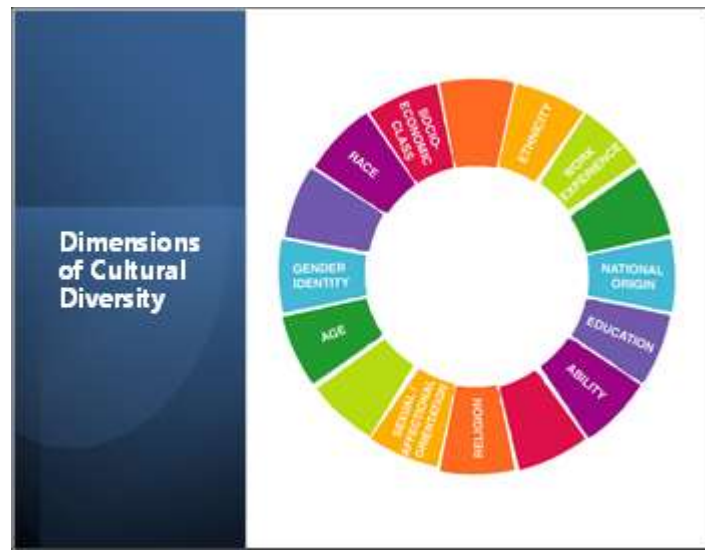 Dimensions
of Cultural
Diversity
SOCIO-
ECONOMIC
CLASS
ETHNICITY
WORK
EXPERIENCE
NATIONAL
ORIGIN
EDUCATION
ABILITY
RELIGION
SEXUAL
AFFECTIONAL
ORIENTATION
AGE
GENDER
IDENTITY
RACE